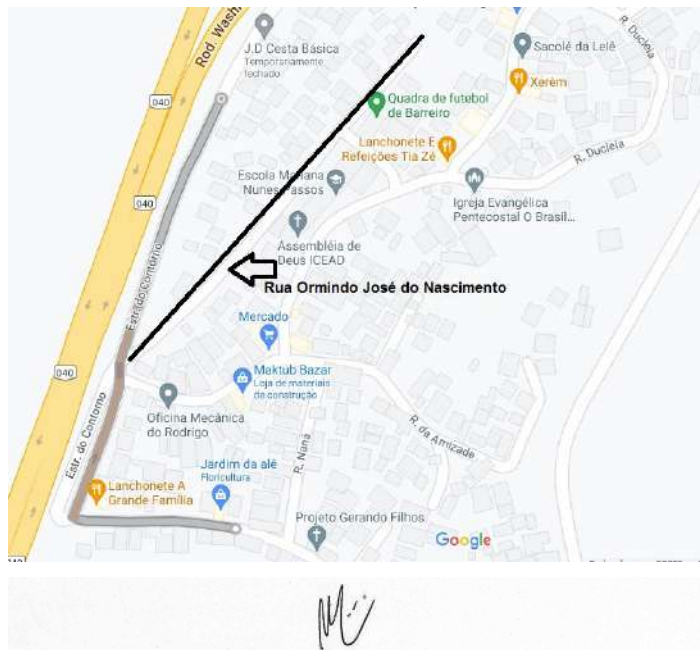 Rod. Wash
J.D Cesta Básica
Temporariamente
fechado
040
Sacolé da Lelê
R. Ducleia
Xerém
Quadra de futebol
de Barreiro
Lanchonete E
Refeições Tia Zé
R. Ducleia
Escola Mariana
Nunes Passos
Igreja Evangélica
Pentecostal O Brasil...
040
Assembléia de
Deus ICEAD
Rua Ormindo José do Nascimento
Estr. do Contorno
Mercado
040
Maktub Bazar
Loja de materiais
de construção
Oficina Mecânica
do Rodrigo
Estr. do Contorno
R. da Amizade
R. Naná
Jardim da alê
Floricultura
Lanchonete A
Grande Família
Projeto Gerando Filhos
Google